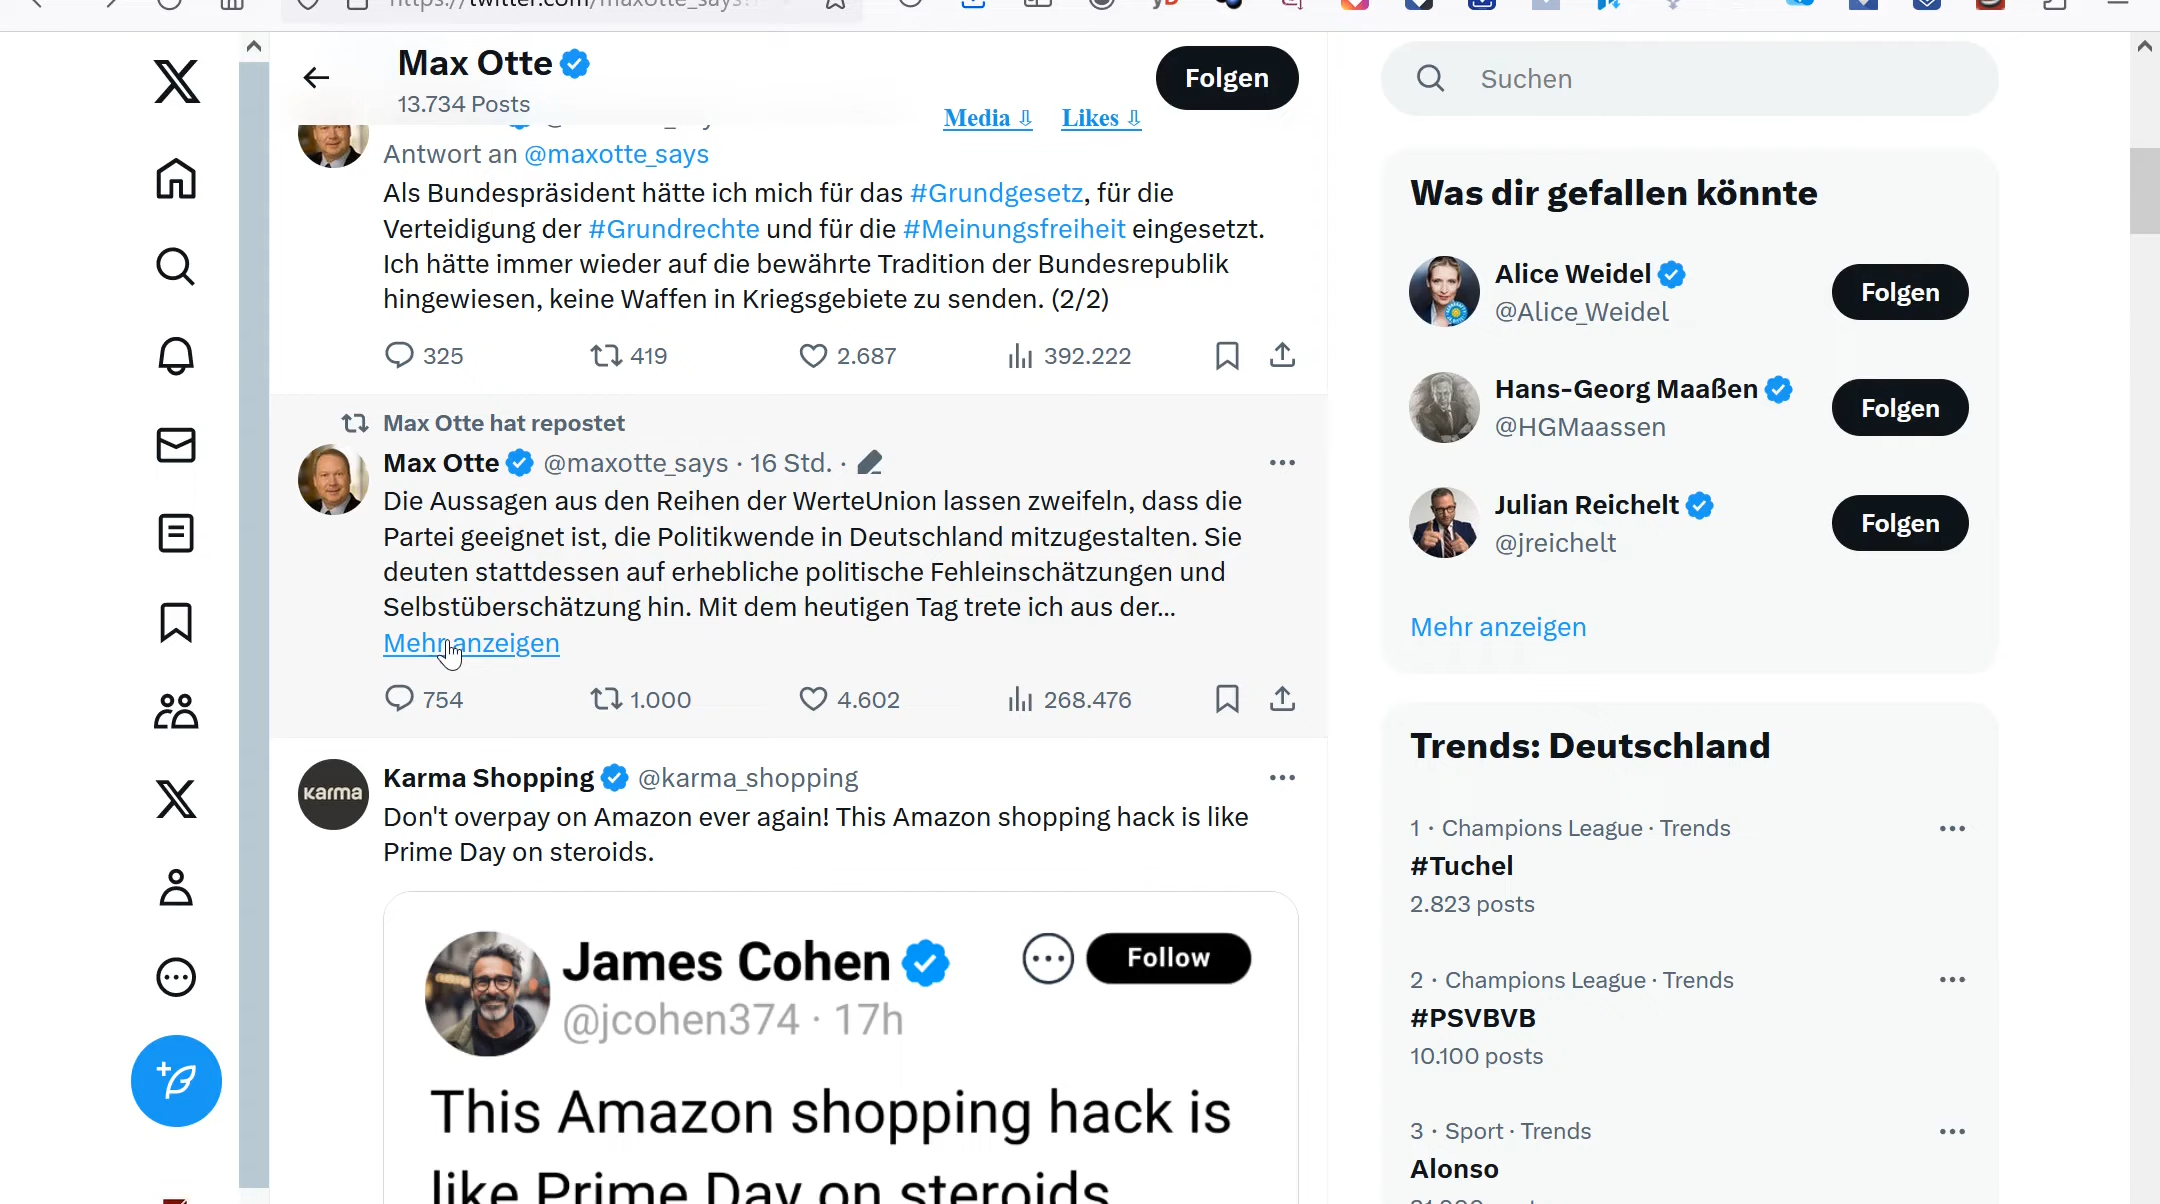 Max Otte
13.734 Posts
Folgen
Media ⇩ Likes ⇩
Antwort an @maxotte_says
Als Bundespräsident hätte ich mich für das #Grundgesetz, für die
Verteidigung der #Grundrechte und für die #Meinungsfreiheit eingesetzt.
Ich hätte immer wieder auf die bewährte Tradition der Bundesrepublik
hingewiesen, keine Waffen in Kriegsgebiete zu senden. (2/2)
325 419 2.687 392.222
Max Otte hat repostet
Max Otte @maxotte_says · 16 Std. ·
Die Aussagen aus den Reihen der WerteUnion lassen zweifeln, dass die
Partei geeignet ist, die Politikwende in Deutschland mitzugestalten. Sie
deuten stattdessen auf erhebliche politische Fehleinschätzungen und
Selbstüberschätzung hin. Mit dem heutigen Tag trete ich aus der...
Mehr anzeigen
754 1.000 4.602 268.476
Karma Shopping @karma_shopping
karma
Don't overpay on Amazon ever again! This Amazon shopping hack is like
Prime Day on steroids.
James Cohen
@jcohen374 · 17h
Follow
This Amazon shopping hack is
like Prime Day on steroids
Suchen
Was dir gefallen könnte
Alice Weidel
@Alice_Weidel
Folgen
Hans-Georg Maaßen
@HGMaassen
Folgen
Julian Reichelt
@jreichelt
Folgen
Mehr anzeigen
Trends: Deutschland
1 · Champions League · Trends
#Tuchel
2.823 posts
2 · Champions League · Trends
#PSVBVB
10.100 posts
3 · Sport · Trends
Alonso